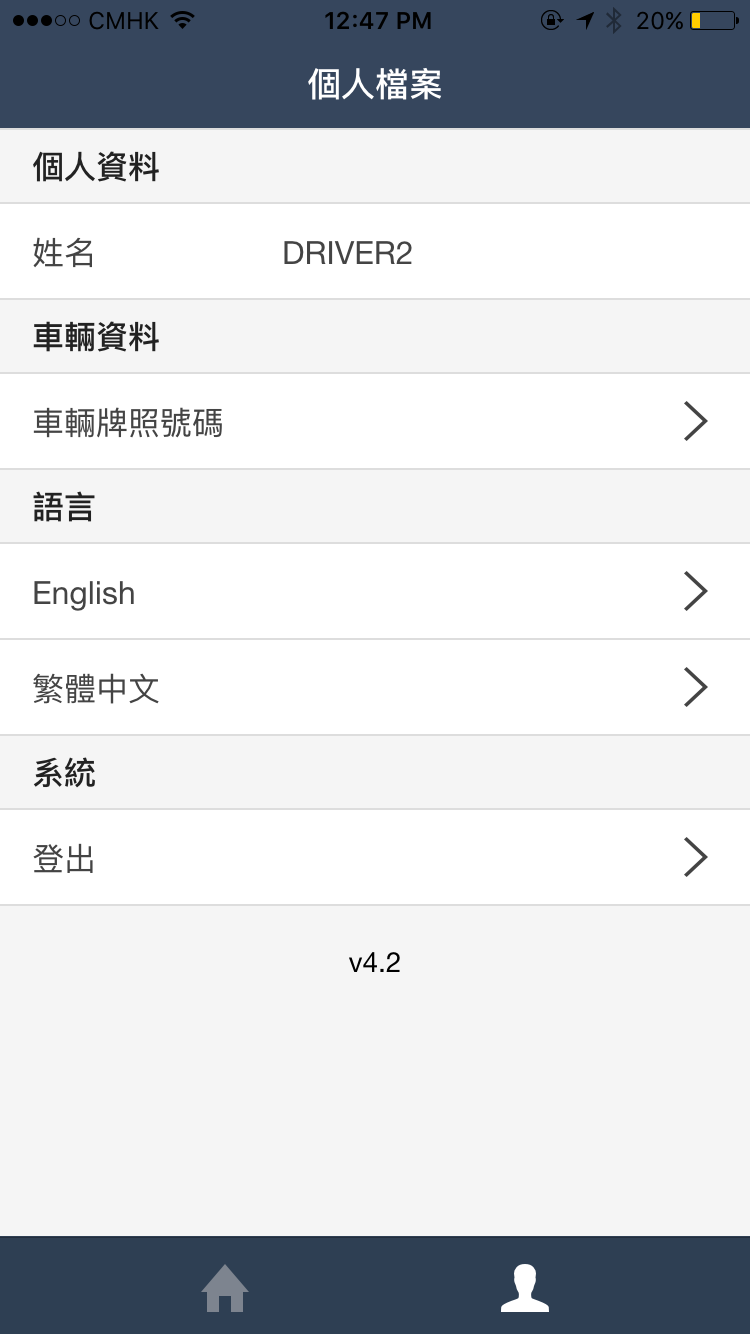 CMHK 12:47 PM 20%
個人檔案
個人資料
姓名 DRIVER2
車輛資料
車輛牌照號碼
語言
English
繁體中文
系統
登出
v4.2